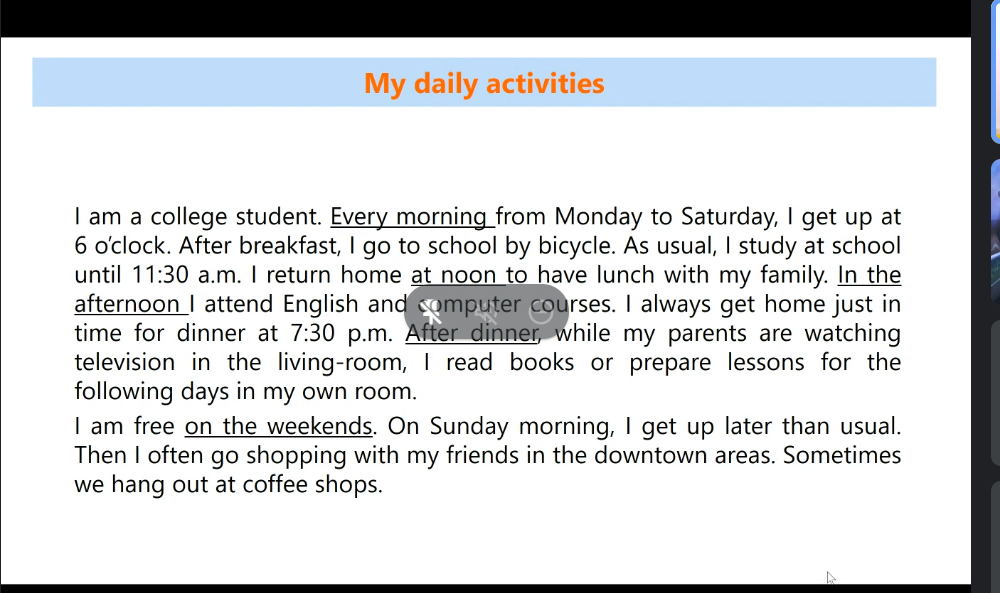 My daily activities
I am a college student. Every morning from Monday to Saturday, I get up at
6 o'clock. After breakfast, I go to school by bicycle. As usual, I study at school
until 11:30 a.m. I return home at noon to have lunch with my family. In the
afternoon I attend English and computer courses. I always get home just in
time for dinner at 7:30 p.m. After dinner, while my parents are watching
television in the living-room, I read books or prepare lessons for the
following days in my own room.
I am free on the weekends. On Sunday morning, I get up later than usual.
Then I often go shopping with my friends in the downtown areas. Sometimes
we hang out at coffee shops.